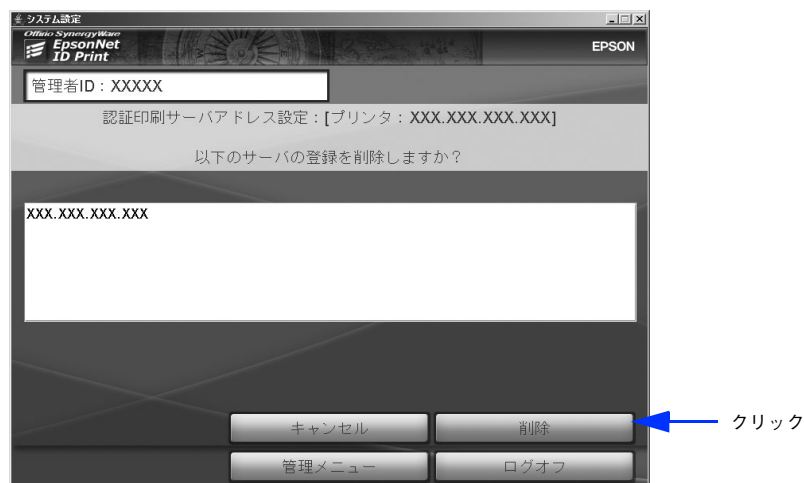 システム設定
Offirio SynergyWare
EpsonNet
ID Print
EPSON
管理者ID：XXXXX
認証印刷サーバアドレス設定：[プリンタ：XXX.XXX.XXX.XXX]
以下のサーバの登録を削除しますか？
XXX.XXX.XXX.XXX
キャンセル
削除
クリック
管理メニュー
ログオフ